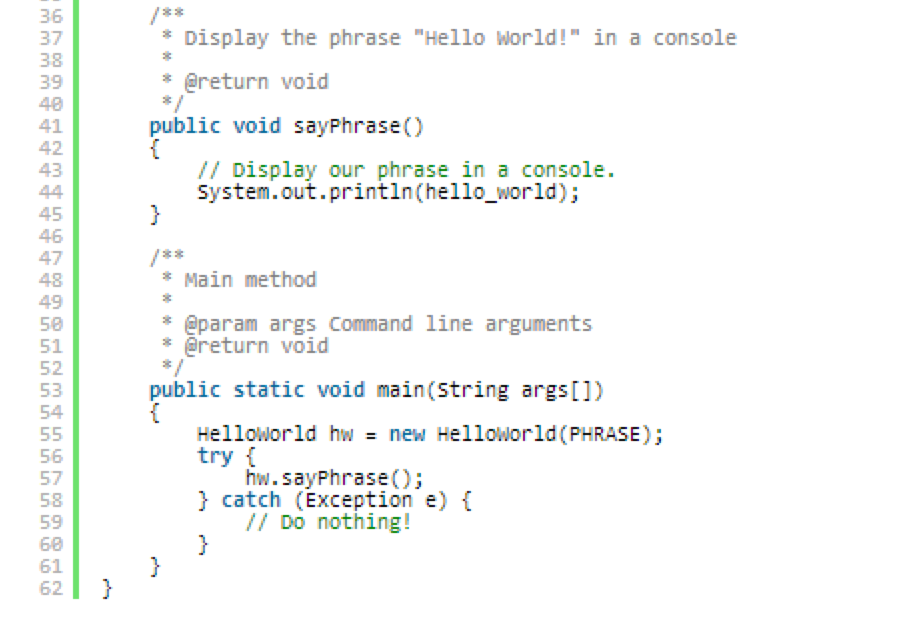 36 /**
37 * Display the phrase "Hello World!" in a console
38 *
39 * @return void
40 */
41 public void sayPhrase()
42 {
43 // Display our phrase in a console.
44 System.out.println(hello_world);
45 }
46
47 /**
48 * Main method
49 *
50 * @param args Command line arguments
51 * @return void
52 */
53 public static void main(String args[])
54 {
55 HelloWorld hw = new HelloWorld(PHRASE);
56 try {
57 hw.sayPhrase();
58 } catch (Exception e) {
59 // Do nothing!
60 }
61 }
62 }